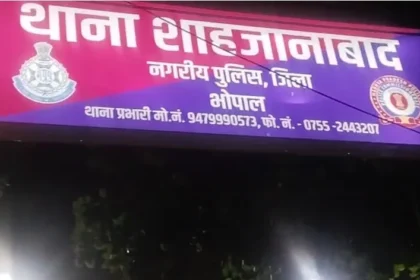 थाना शाहजानाबाद
नगरीय पुलिस, जिला
भोपाल
थाना प्रभारी मो.नं. 9479990573, फो. नं. - 0755 -2443207